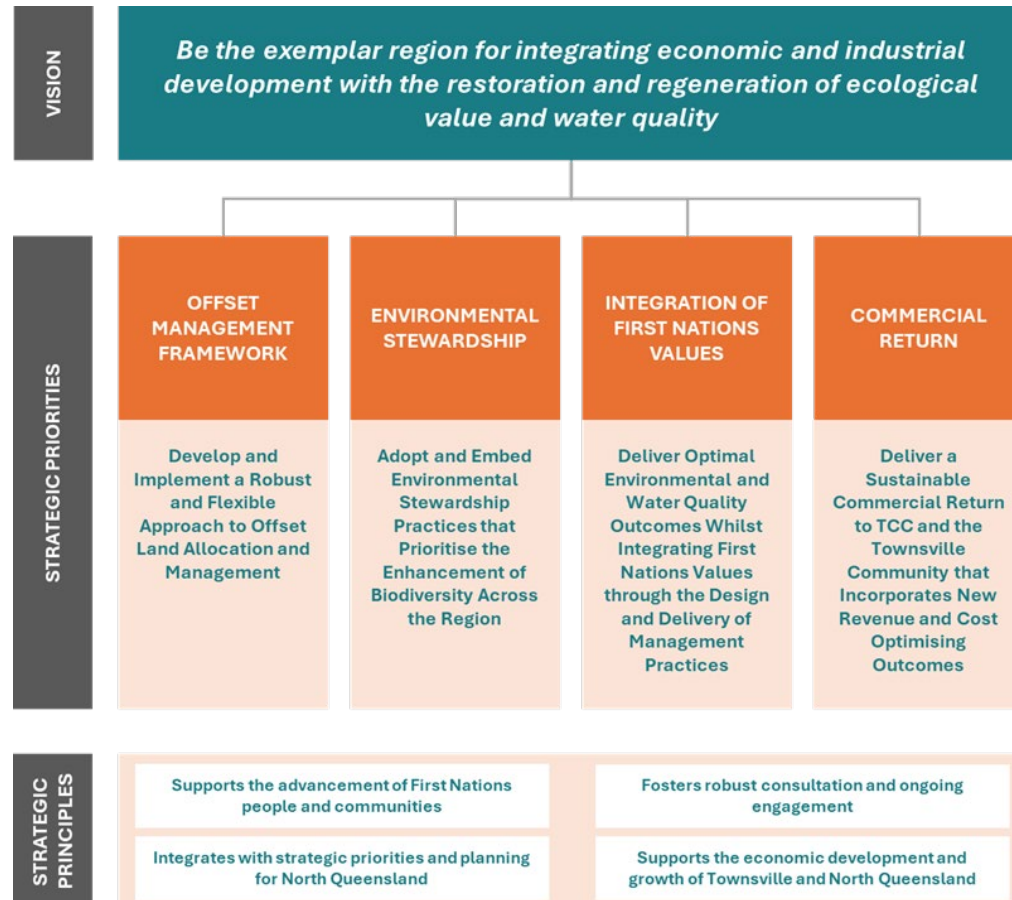 VISION
Be the exemplar region for integrating economic and industrial
development with the restoration and regeneration of ecological
value and water quality
STRATEGIC PRIORITIES
OFFSET
MANAGEMENT
FRAMEWORK
Develop and
Implement a Robust
and Flexible
Approach to Offset
Land Allocation and
Management
ENVIRONMENTAL
STEWARDSHIP
Adopt and Embed
Environmental
Stewardship
Practices that
Prioritise the
Enhancement of
Biodiversity Across
the Region
INTEGRATION OF
FIRST NATIONS
VALUES
Deliver Optimal
Environmental and
Water Quality
Outcomes Whilst
Integrating First
Nations Values
through the Design
and Delivery of
Management
Practices
COMMERCIAL
RETURN
Deliver a
Sustainable
Commercial Return
to TCC and the
Townsville
Community that
Incorporates New
Revenue and Cost
Optimising
Outcomes
STRATEGIC
PRINCIPLES
Supports the advancement of First Nations
people and communities
Fosters robust consultation and ongoing
engagement
Integrates with strategic priorities and planning
for North Queensland
Supports the economic development and
growth of Townsville and North Queensland